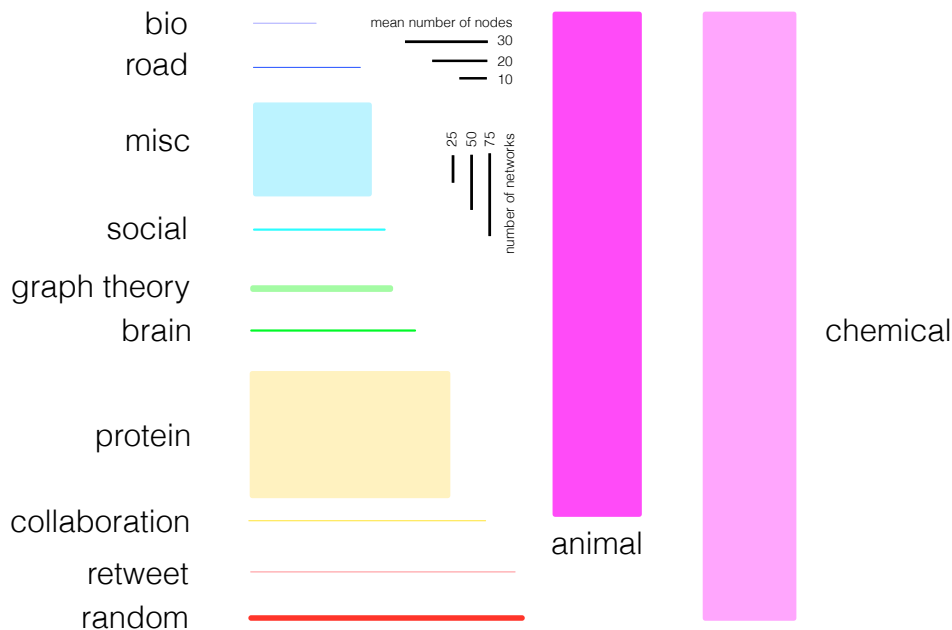 bio
road
misc
social
graph theory
brain
protein
collaboration
retweet
random
mean number of nodes
30
20
10
25
50
75
number of networks
animal
chemical